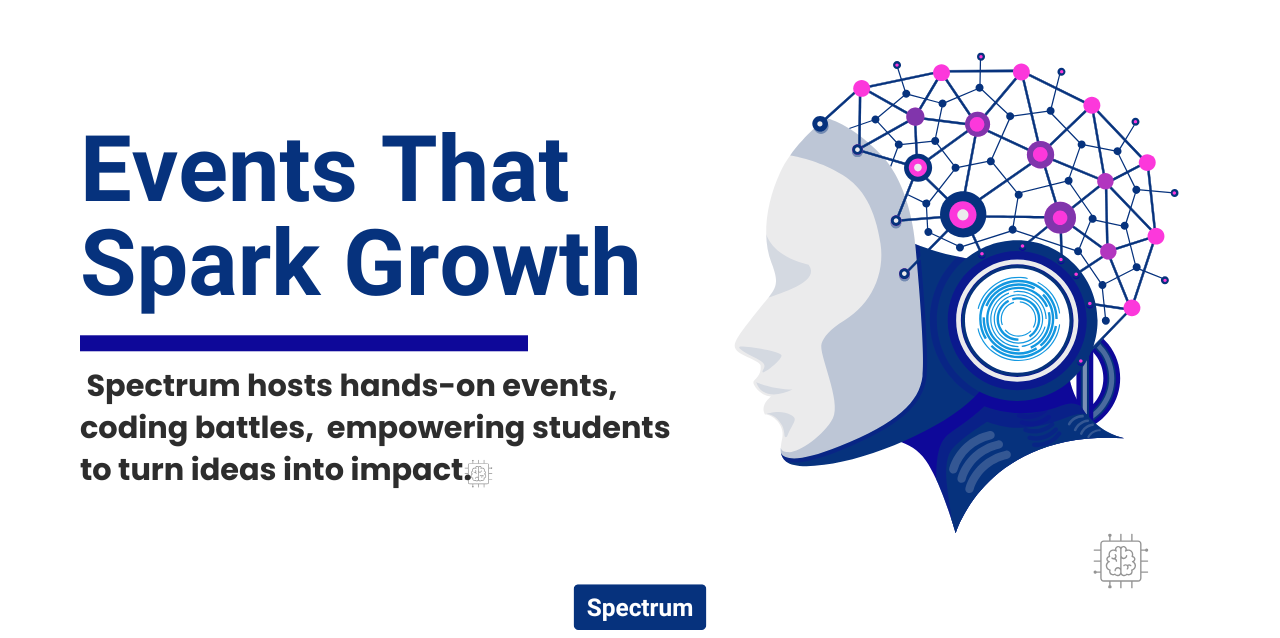 Events That
Spark Growth
Spectrum hosts hands-on events,
coding battles, empowering students
to turn ideas into impact.
Spectrum